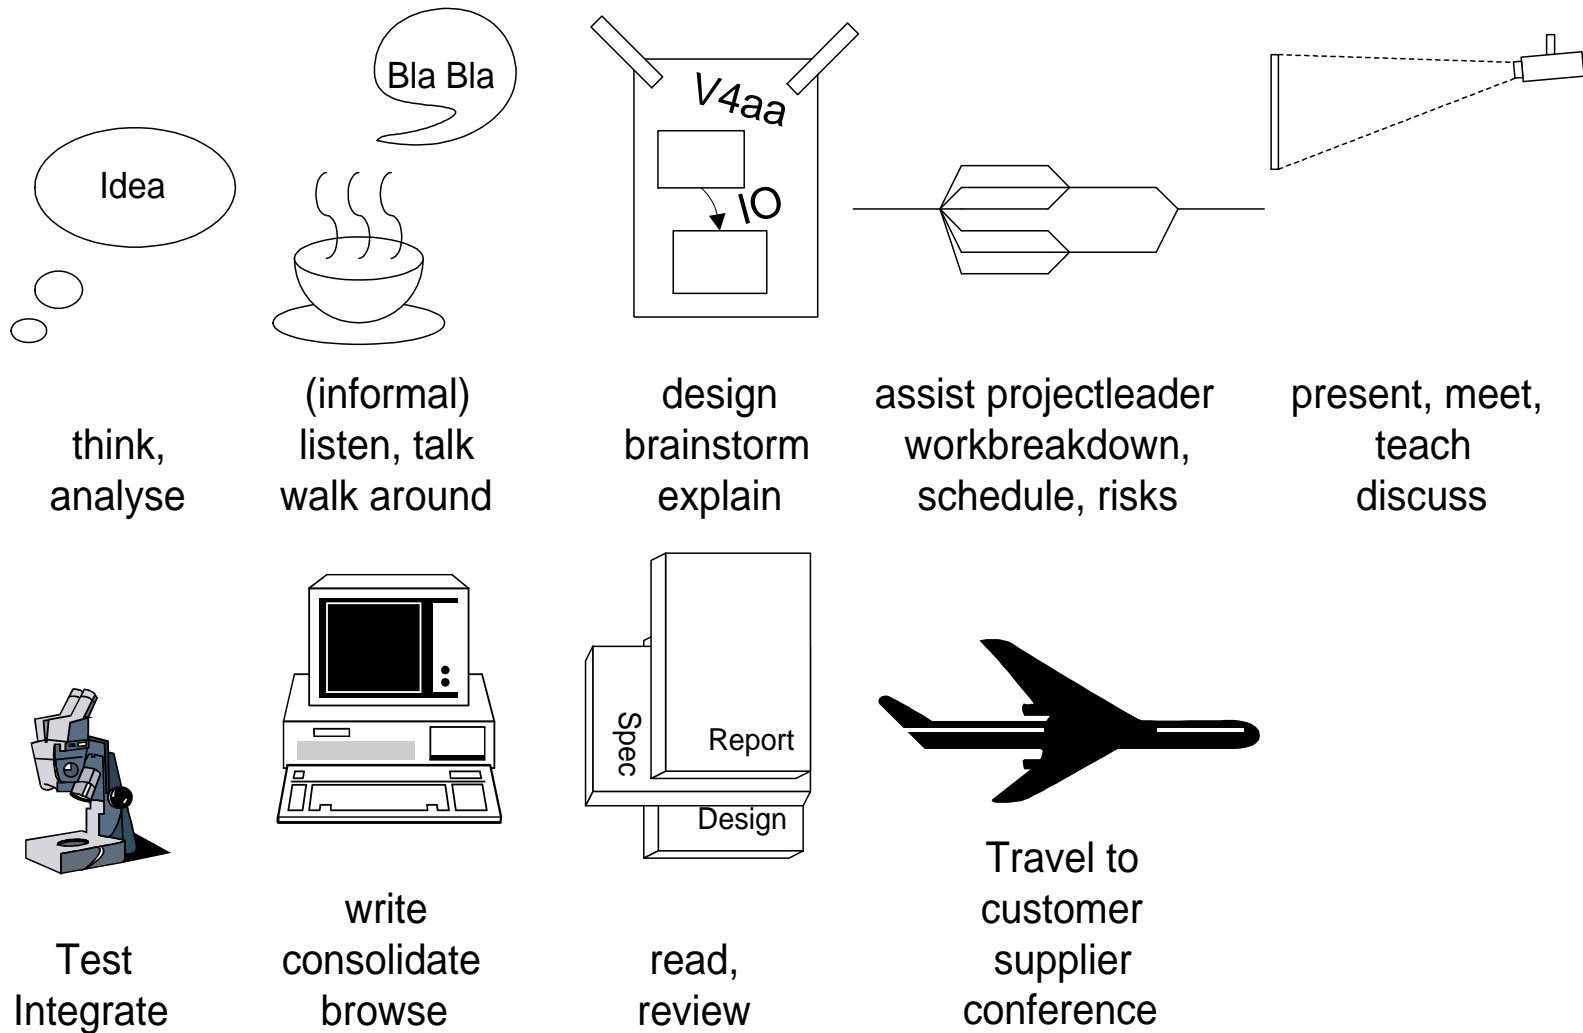 Bla Bla
Idea
V4aa
IO
think,
analyse
(informal)
listen, talk
walk around
design
brainstorm
explain
assist projectleader
workbreakdown,
schedule, risks
present, meet,
teach
discuss
Spec
Report
Design
Test
Integrate
write
consolidate
browse
read,
review
Travel to
customer
supplier
conference